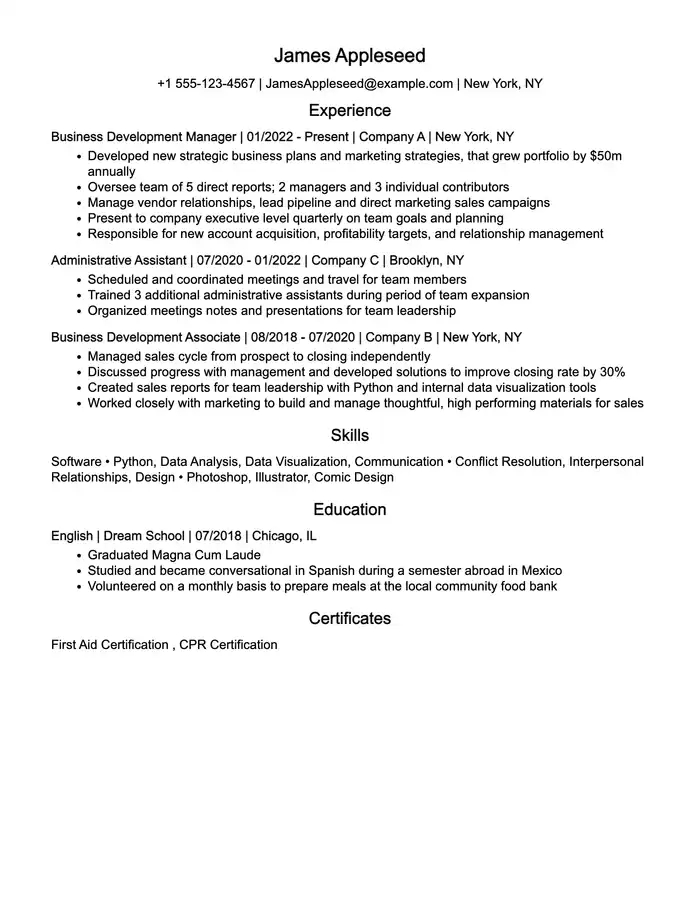 James Appleseed
+1 555-123-4567 | JamesAppleseed@example.com | New York, NY
Experience
Business Development Manager | 01/2022 - Present | Company A | New York, NY
• Developed new strategic business plans and marketing strategies, that grew portfolio by $50m
annually
• Oversee team of 5 direct reports; 2 managers and 3 individual contributors
• Manage vendor relationships, lead pipeline and direct marketing sales campaigns
• Present to company executive level quarterly on team goals and planning
• Responsible for new account acquisition, profitability targets, and relationship management
Administrative Assistant | 07/2020 - 01/2022 | Company C | Brooklyn, NY
• Scheduled and coordinated meetings and travel for team members
• Trained 3 additional administrative assistants during period of team expansion
• Organized meetings notes and presentations for team leadership
Business Development Associate | 08/2018 - 07/2020 | Company B | New York, NY
• Managed sales cycle from prospect to closing independently
• Discussed progress with management and developed solutions to improve closing rate by 30%
• Created sales reports for team leadership with Python and internal data visualization tools
• Worked closely with marketing to build and manage thoughtful, high performing materials for sales
Skills
Software • Python, Data Analysis, Data Visualization, Communication • Conflict Resolution, Interpersonal
Relationships, Design • Photoshop, Illustrator, Comic Design
Education
English | Dream School | 07/2018 | Chicago, IL
• Graduated Magna Cum Laude
• Studied and became conversational in Spanish during a semester abroad in Mexico
• Volunteered on a monthly basis to prepare meals at the local community food bank
Certificates
First Aid Certification , CPR Certification